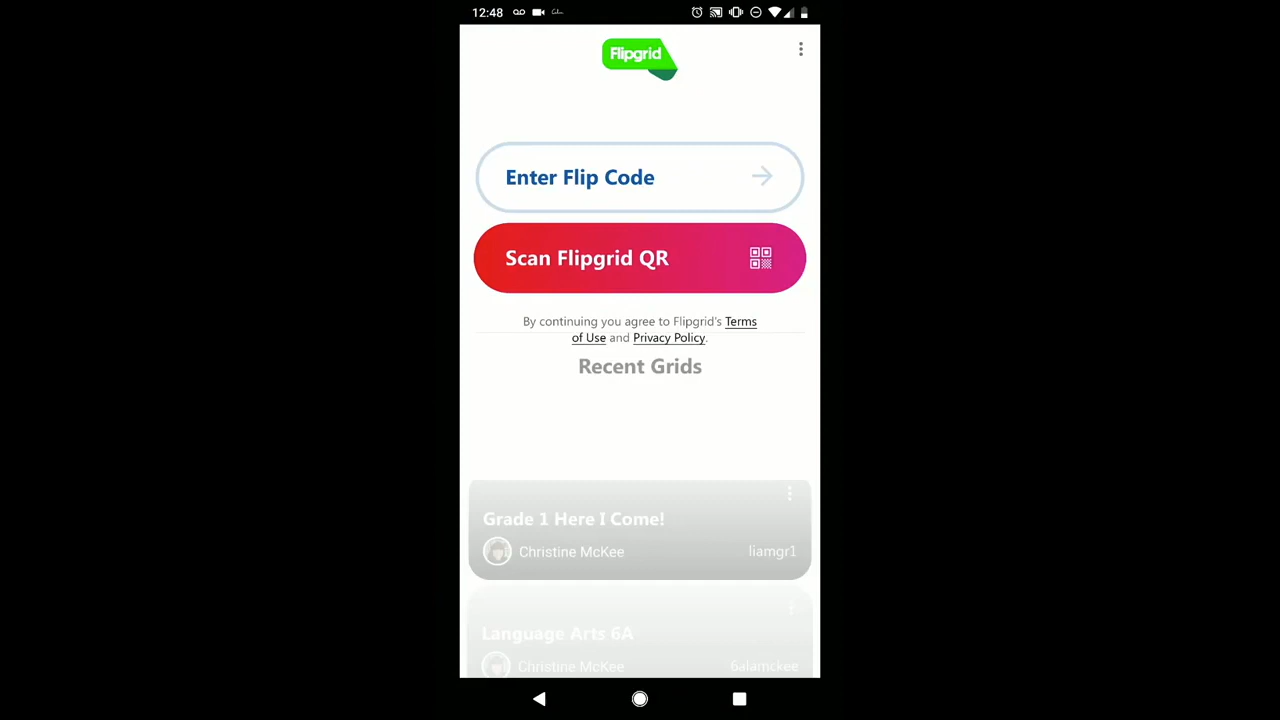 12:48
Flipgrid
Enter Flip Code
Scan Flipgrid QR
By continuing you agree to Flipgrid's Terms
of Use and Privacy Policy.
Recent Grids
Grade 1 Here I Come!
Christine McKee liamgr1
Language Arts 6A
Christine McKee 6alamckee